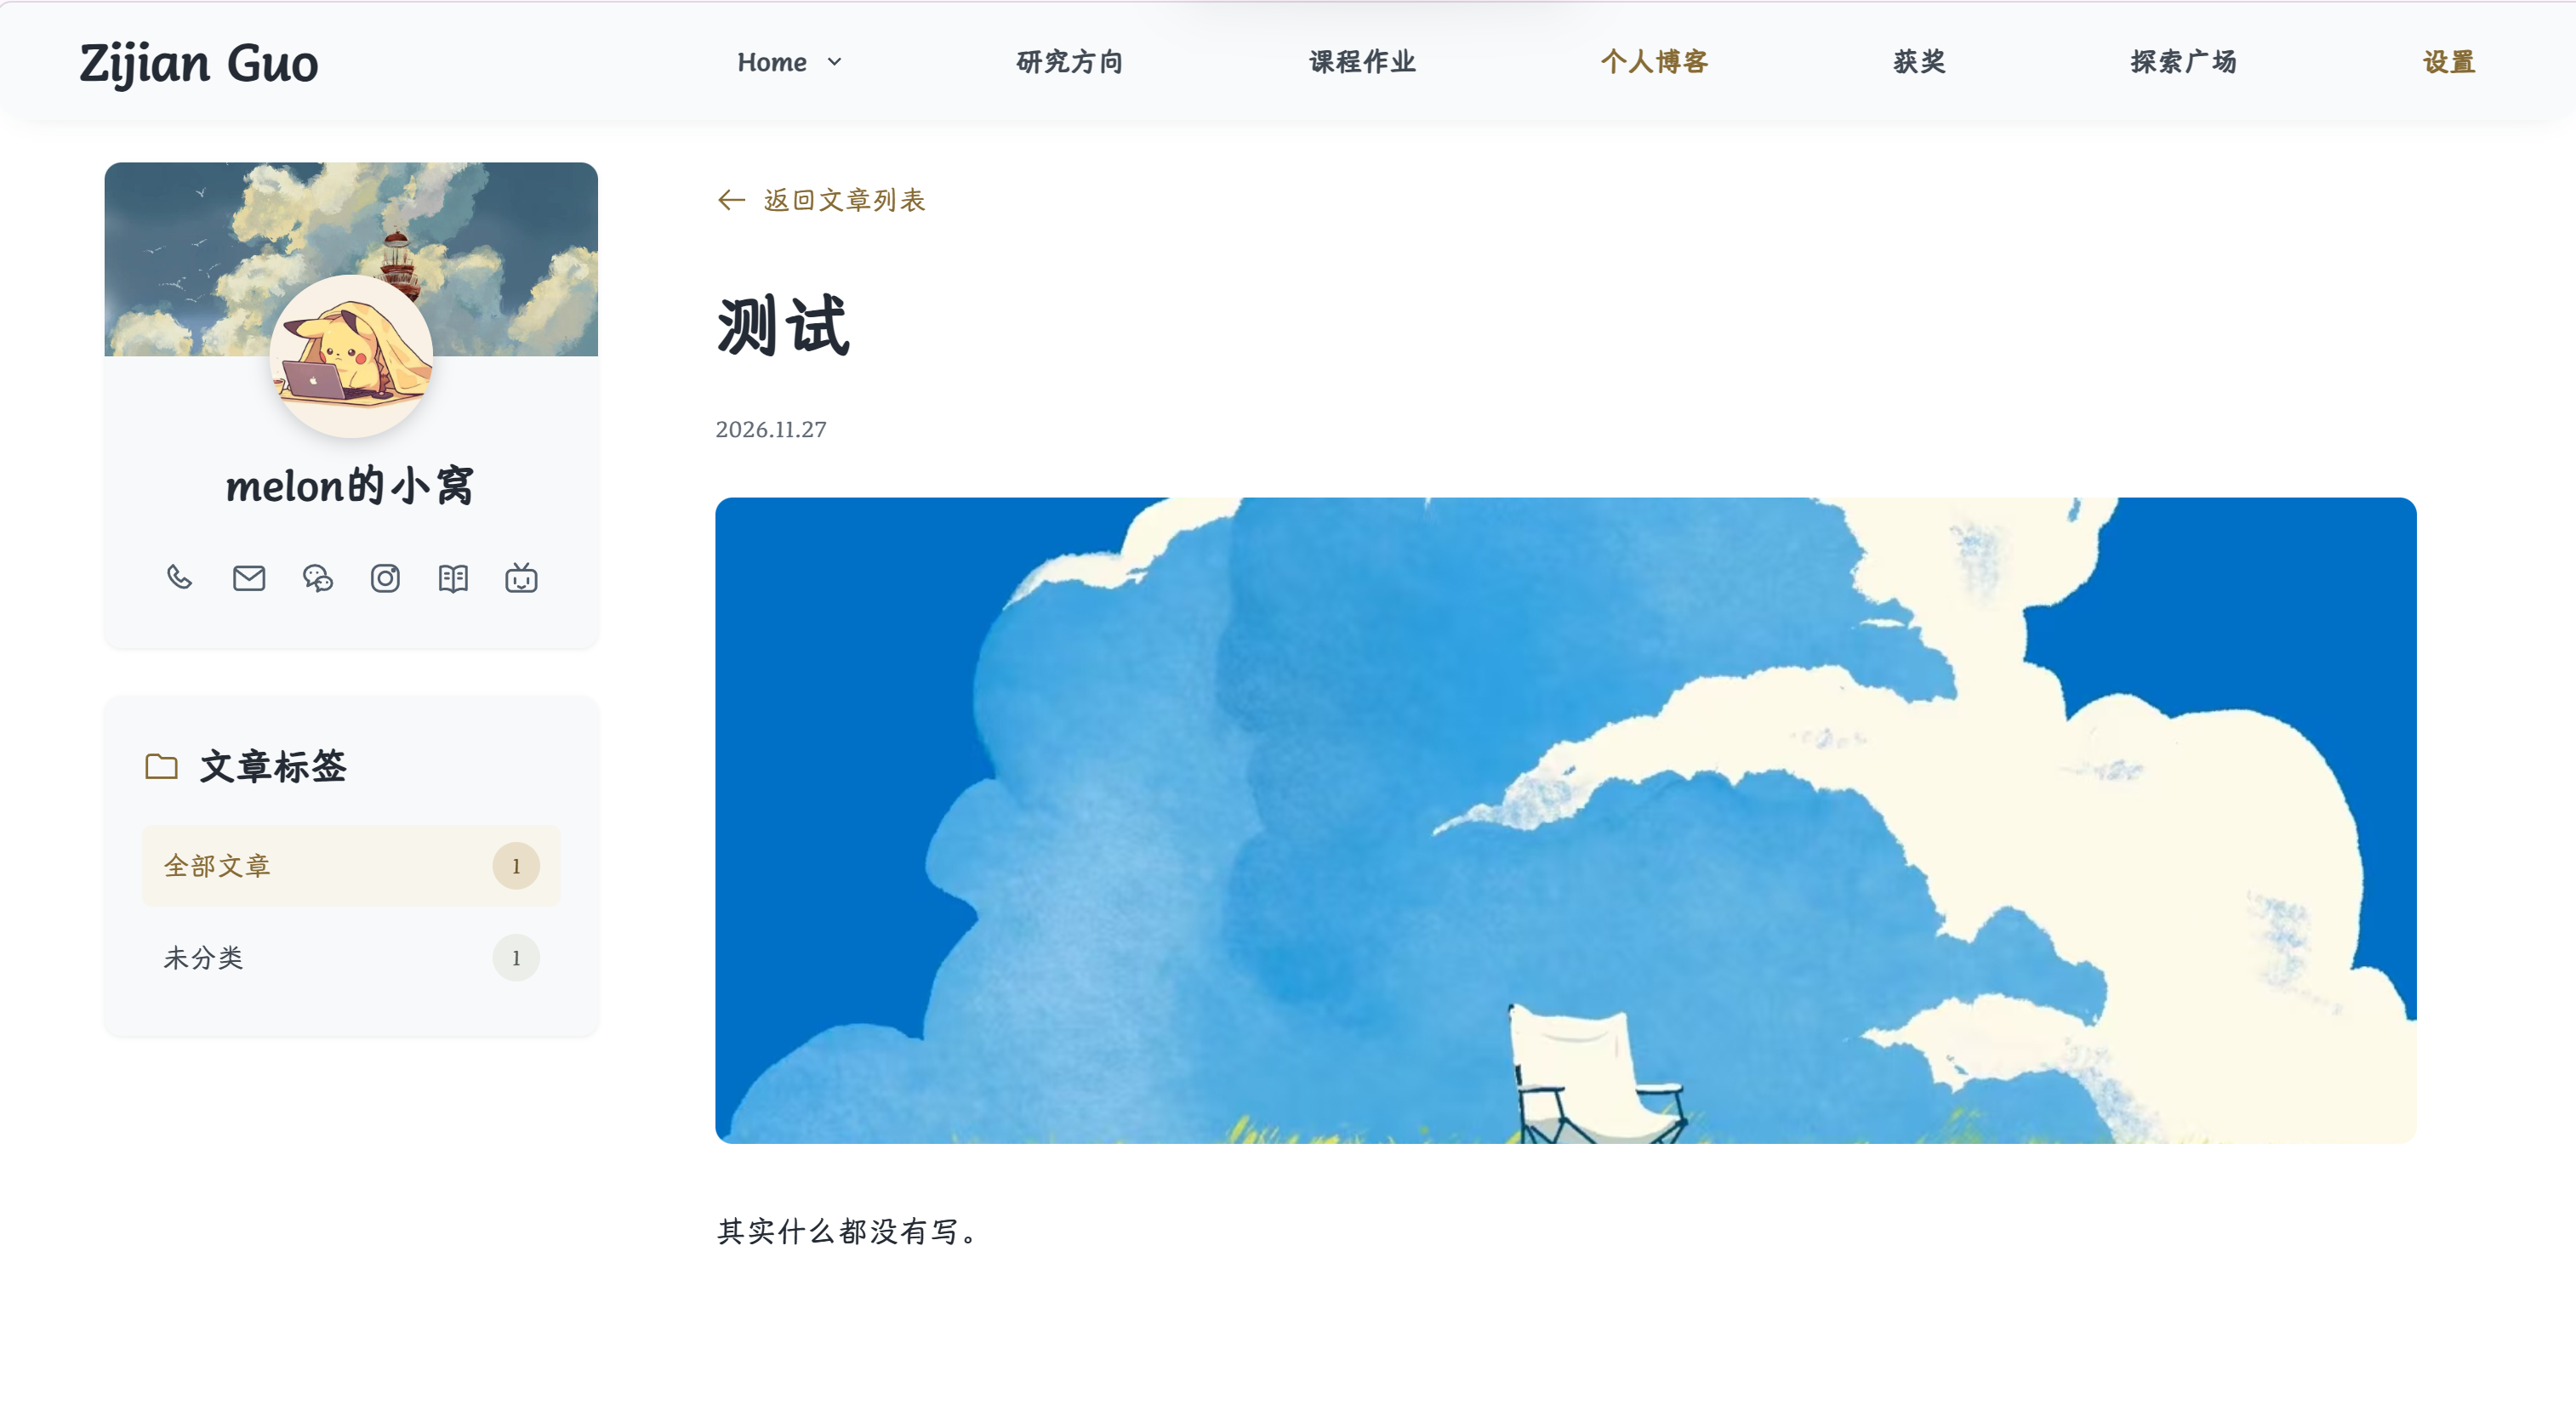 Zijian Guo
Home
研究方向
课程作业
个人博客
获奖
探索广场
设置
melon的小窝
文章标签
全部文章 1
未分类 1
返回文章列表
测试
2026.11.27
其实什么都没有写。